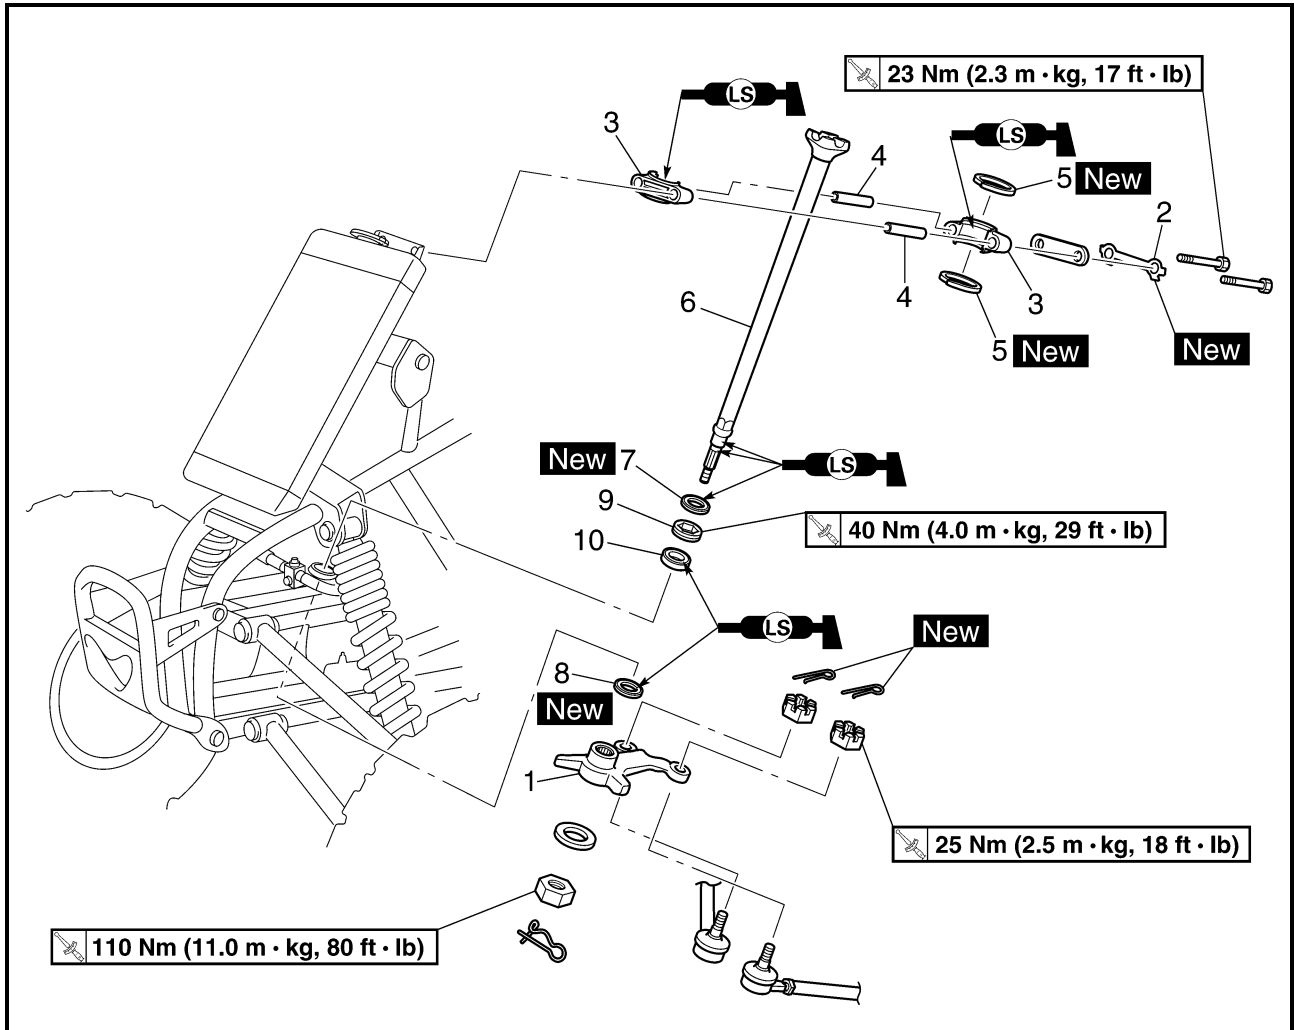 23 Nm (2.3 m · kg, 17 ft · lb)
LS
3
LS
4
5 New
2
4
3
6
5 New
New
New 7
LS
9
40 Nm (4.0 m · kg, 29 ft · lb)
10
LS
New
8
New
1
25 Nm (2.5 m · kg, 18 ft · lb)
110 Nm (11.0 m · kg, 80 ft · lb)